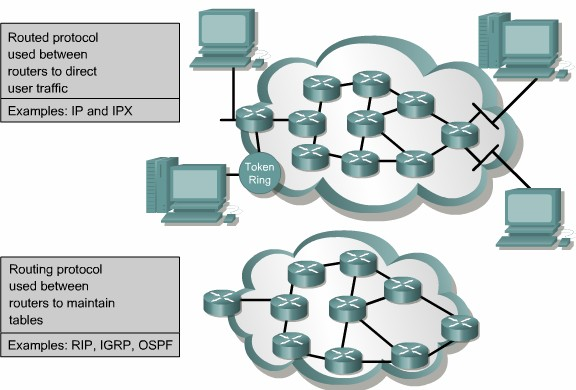 Routed protocol
used between
routers to direct
user traffic
Examples: IP and IPX
Token
Ring
Routing protocol
used between
routers to maintain
tables
Examples: RIP, IGRP, OSPF